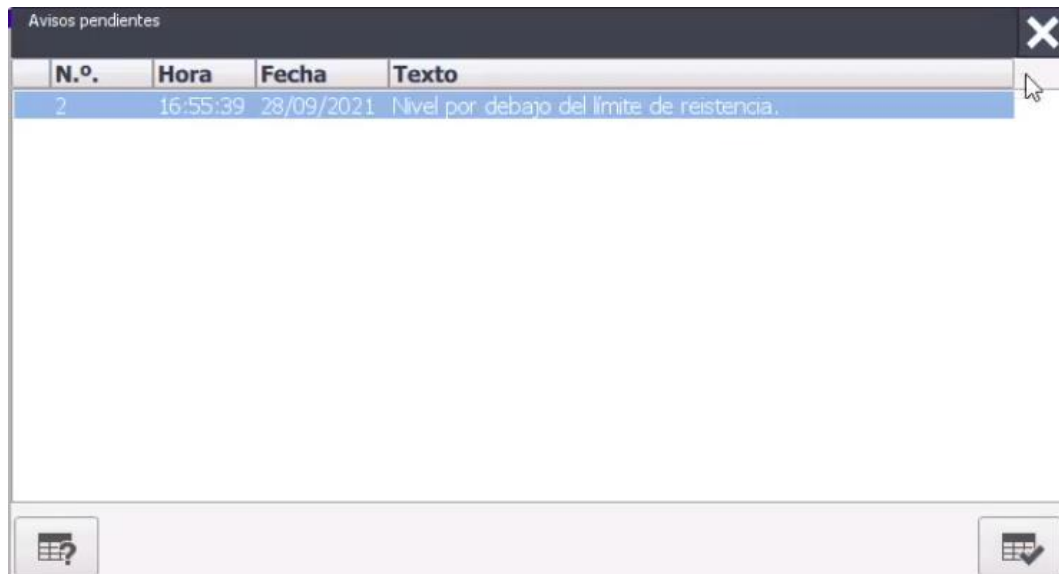 Avisos pendientes
N.º. Hora Fecha Texto
2 16:55:39 28/09/2021 Nivel por debajo del límite de reistencia.
?